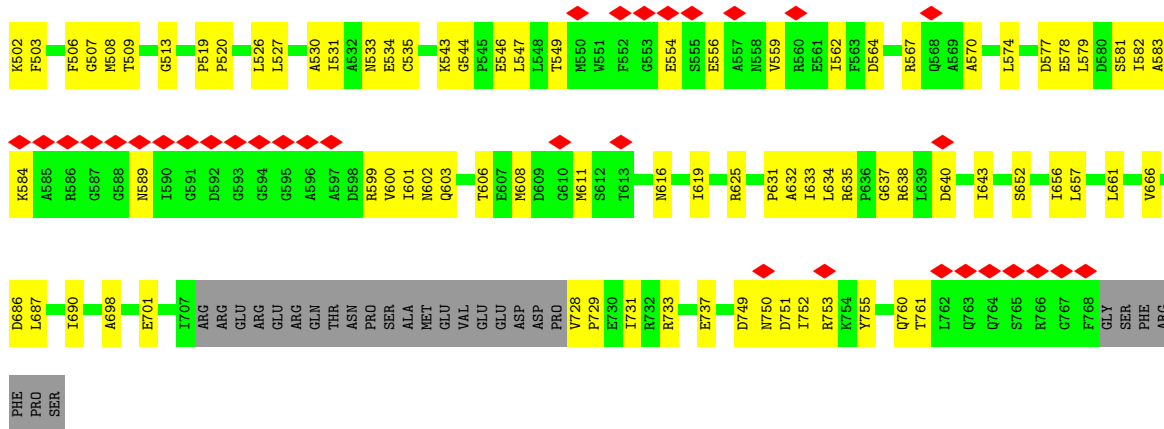 K502 F503 F506 G507 M508 T509 G513 P519 P520 L526 L527 A530 I531 A532 N533 E534 C535 K543 G544 P545 E546 L547 L548 T549 M550 W551 F552 G553 E554 S555 E556 A557 N558 V559 R560 E561 I562 F563 D564 R567 Q568 A569 A570 L574 D577 E578 L579 D580 S581 I582 A583
K584 A585 R586 G587 G588 N589 I590 G591 D592 G593 G594 G595 A596 A597 D598 R599 V600 I601 N602 Q603 T606 E607 M608 D609 G610 M611 S612 T613 N616 I619 R625 P631 A632 I633 L634 R635 P636 G637 R638 L639 D640 I643 S652 I656 L657 L661 V666
D686 L687 I690 A698 E701 I707 ARG ARG GLU ARG GLU ARG GLN THR ASN PRO SER ALA MET GLU VAL GLU GLU ASP ASP PRO V728 P729 E730 I731 R732 R733 E737 D749 N750 D751 I752 R753 K754 Y755 Q760 T761 L762 Q763 Q764 S765 R766 G767 F768 GLY SER PHE ARG
PHE PRO SER